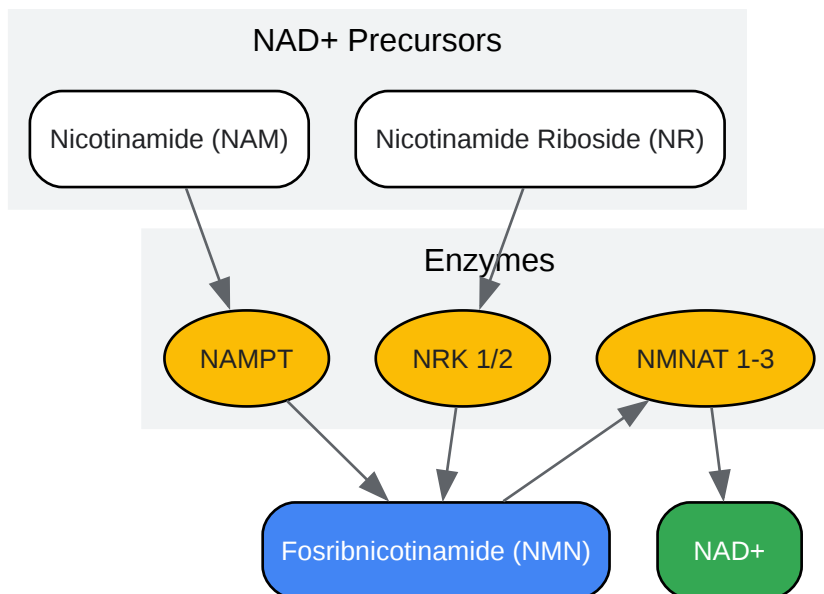 NAD+ Precursors
Nicotinamide (NAM)
Nicotinamide Riboside (NR)
Enzymes
NAMPT
NRK 1/2
NMNAT 1-3
Fosribnicotinamide (NMN)
NAD+